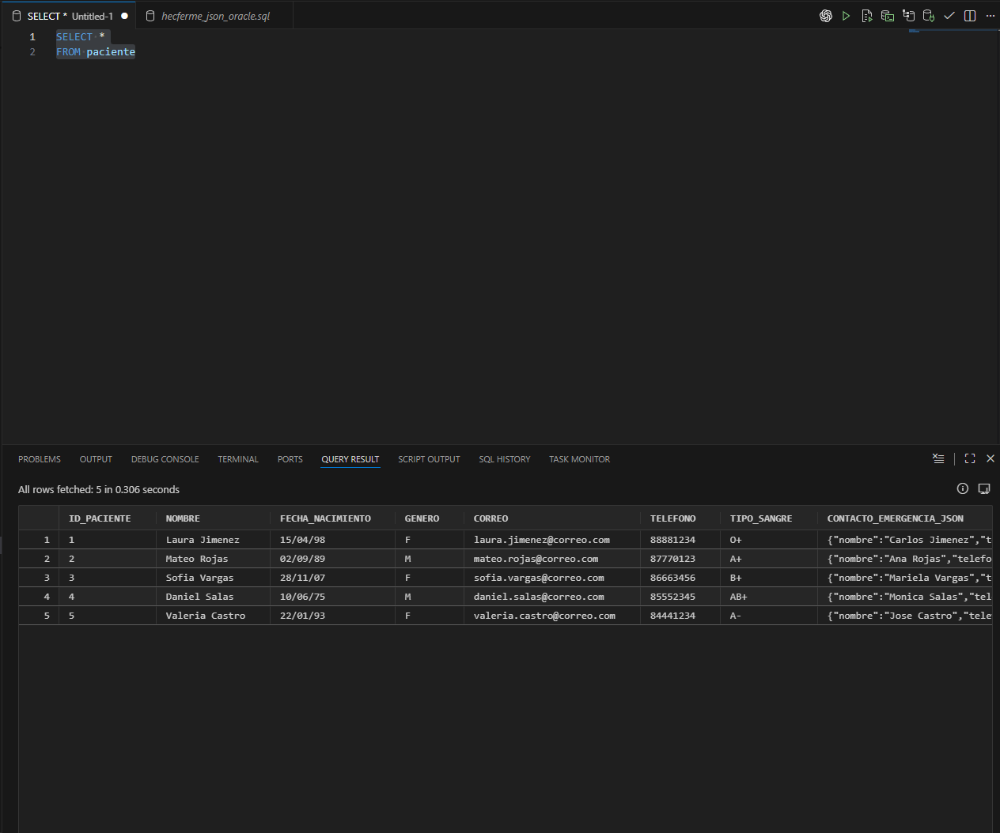 SELECT * Untitled-1 hecferme_json_oracle.sql
1 SELECT *
2 FROM paciente
PROBLEMS OUTPUT DEBUG CONSOLE TERMINAL PORTS QUERY RESULT SCRIPT OUTPUT SQL HISTORY TASK MONITOR
All rows fetched: 5 in 0.306 seconds
ID_PACIENTE NOMBRE FECHA_NACIMIENTO GENERO CORREO TELEFONO TIPO_SANGRE CONTACTO_EMERGENCIA_JSON
1 1 Laura Jimenez 15/04/98 F laura.jimenez@correo.com 88881234 O+ {"nombre":"Carlos Jimenez","t
2 2 Mateo Rojas 02/09/89 M mateo.rojas@correo.com 87770123 A+ {"nombre":"Ana Rojas","telefo
3 3 Sofia Vargas 28/11/07 F sofia.vargas@correo.com 86663456 B+ {"nombre":"Mariela Vargas","t
4 4 Daniel Salas 10/06/75 M daniel.salas@correo.com 85552345 AB+ {"nombre":"Monica Salas","tel
5 5 Valeria Castro 22/01/93 F valeria.castro@correo.com 84441234 A- {"nombre":"Jose Castro","tele